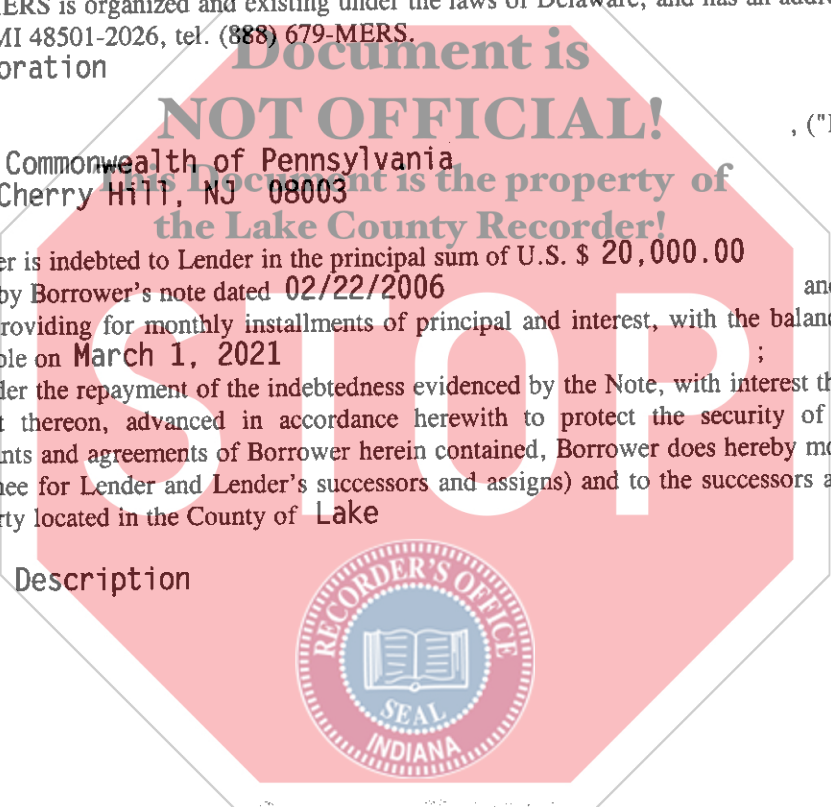 ERS is organized and existing under the laws of Delaware, and has an addre
MI 48501-2026, tel. (888) 679-MERS.
Document is
oration
NOT OFFICIAL!
, ("
Commonwealth of Pennsylvania
This Document is the property of
Cherry Hill, NJ 08003
the Lake County Recorder!
er is indebted to Lender in the principal sum of U.S. $ 20,000.00
by Borrower's note dated 02/22/2006 and
roviding for monthly installments of principal and interest, with the balanc
ble on March 1, 2021 ;
der the repayment of the indebtedness evidenced by the Note, with interest th
t thereon, advanced in accordance herewith to protect the security of
nts and agreements of Borrower herein contained, Borrower does hereby mo
nee for Lender and Lender's successors and assigns) and to the successors a
rty located in the County of Lake
STOP
Description
RECORDER'S OFFICE
SEAL
INDIANA